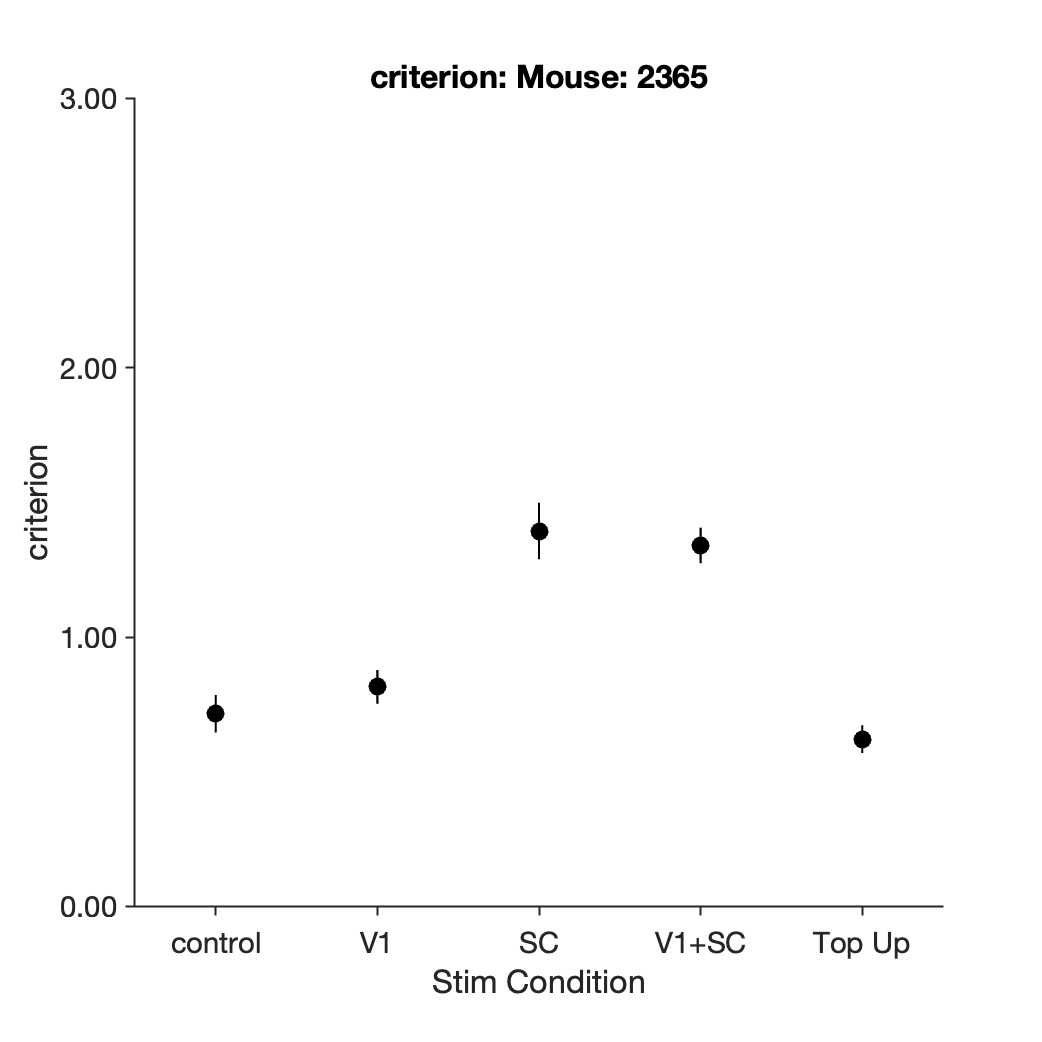 criterion: Mouse: 2365
3.00
2.00
1.00
0.00
criterion
control V1 SC V1+SC Top Up
Stim Condition